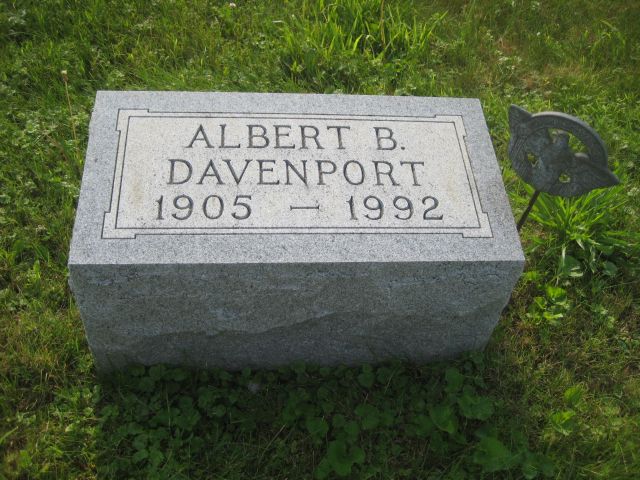 ALBERT B.
DAVENPORT
1905 – 1992